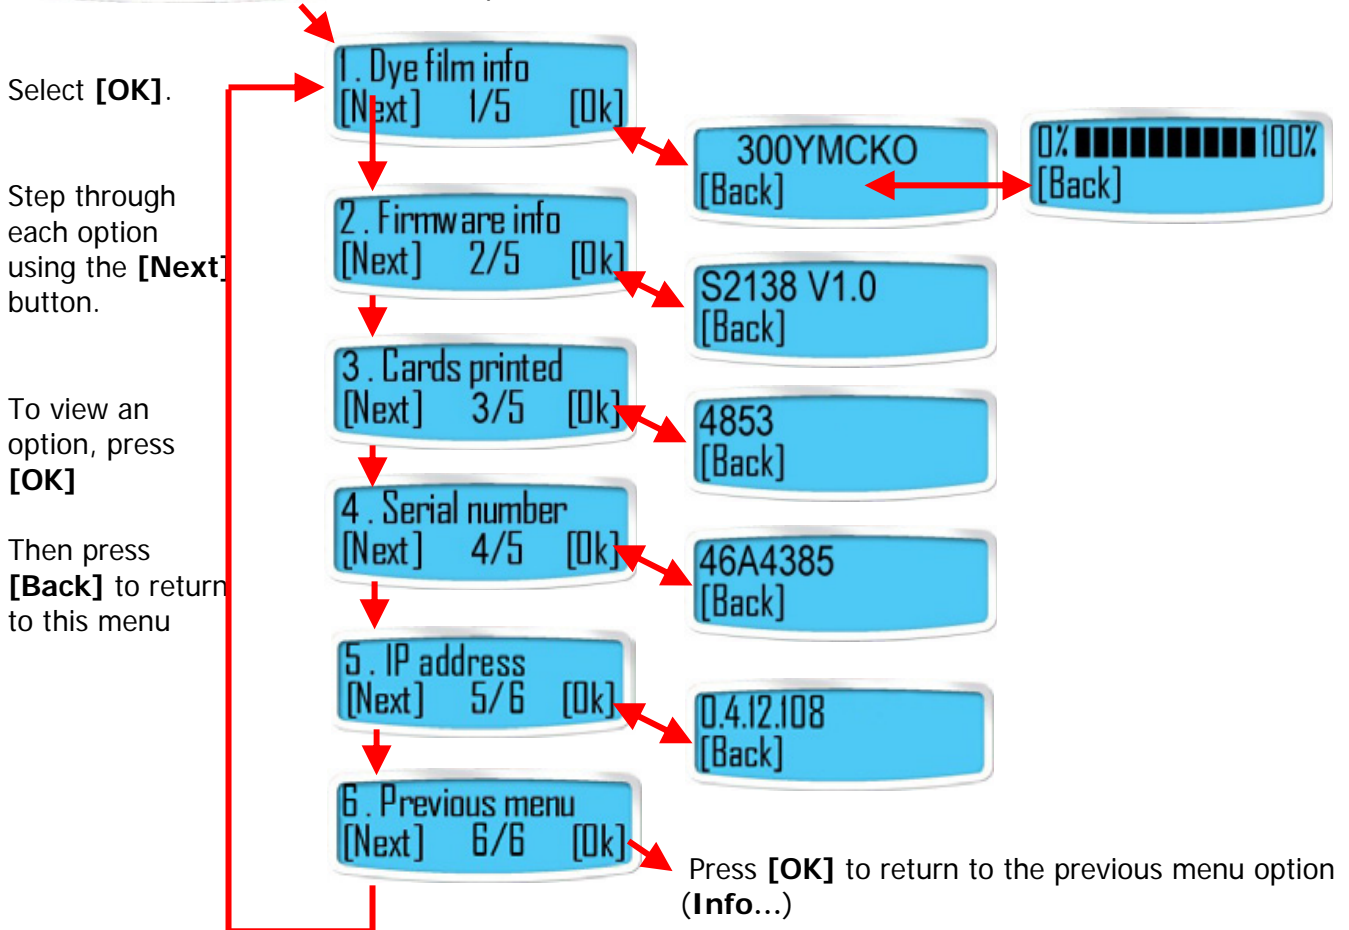 1 . Dye film info
[Next] 1/5 [Ok]
Select [OK].
300YMCKO
[Back]
0% 100%
[Back]
Step through
each option
using the [Next]
button.
2 . Firmware info
[Next] 2/5 [Ok]
S2138 V1.0
[Back]
3 . Cards printed
[Next] 3/5 [Ok]
4853
[Back]
To view an
option, press
[OK]
4 . Serial number
[Next] 4/5 [Ok]
46A4385
[Back]
Then press
[Back] to return
to this menu
5 . IP address
[Next] 5/6 [Ok]
0.4.12.108
[Back]
6 . Previous menu
[Next] 6/6 [Ok]
Press [OK] to return to the previous menu option
(Info...)